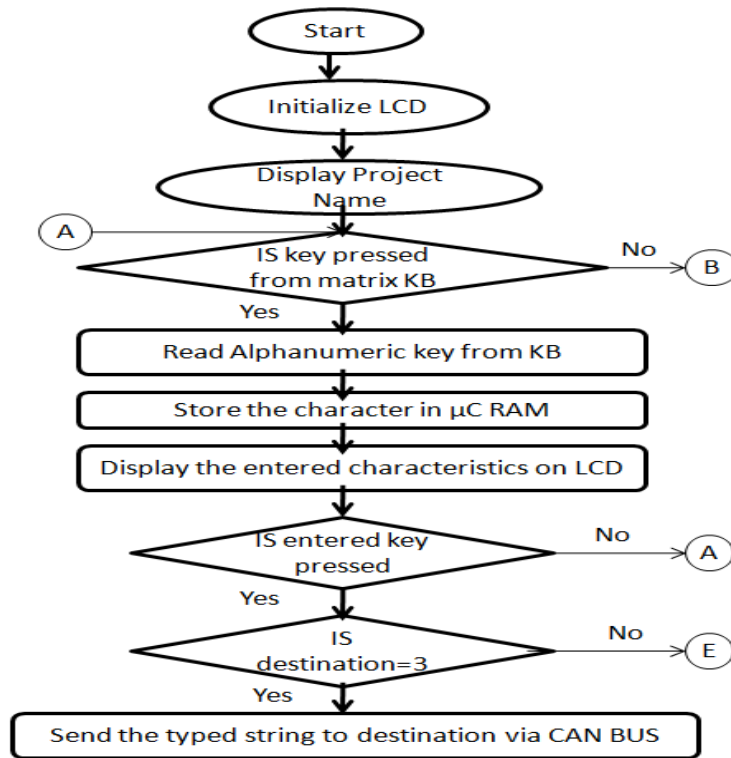 Start
Initialize LCD
Display Project
Name
A
IS key pressed
from matrix KB
No
B
Yes
Read Alphanumeric key from KB
Store the character in µC RAM
Display the entered characteristics on LCD
IS entered key
pressed
No
A
Yes
IS
destination=3
No
E
Yes
Send the typed string to destination via CAN BUS